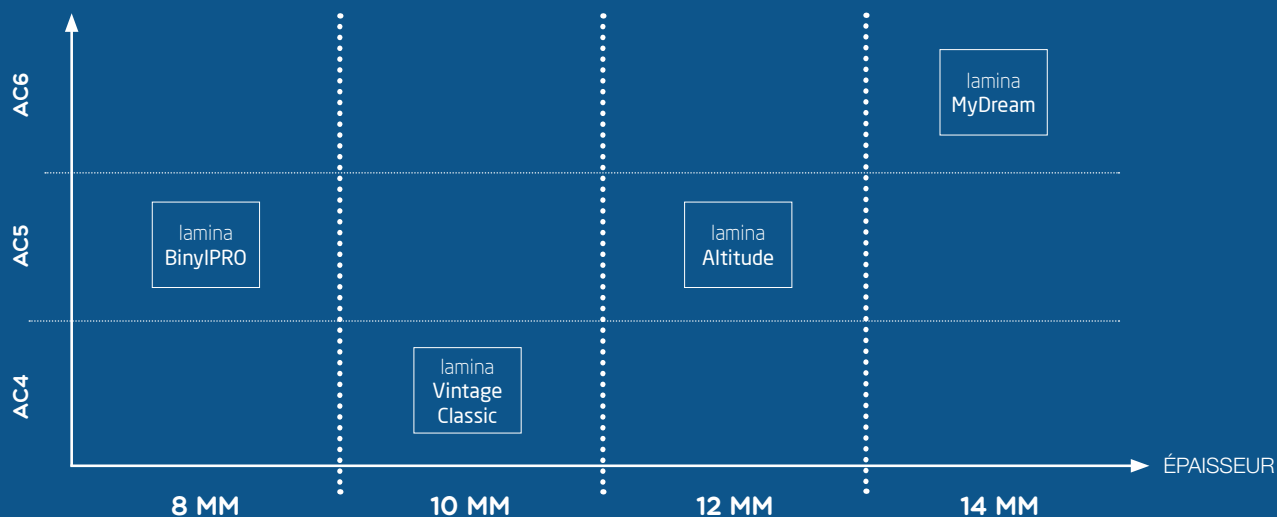 AC6
lamina
MyDream
AC5
lamina
BinylPRO
lamina
Altitude
AC4
lamina
Vintage
Classic
ÉPAISSEUR
8 MM
10 MM
12 MM
14 MM